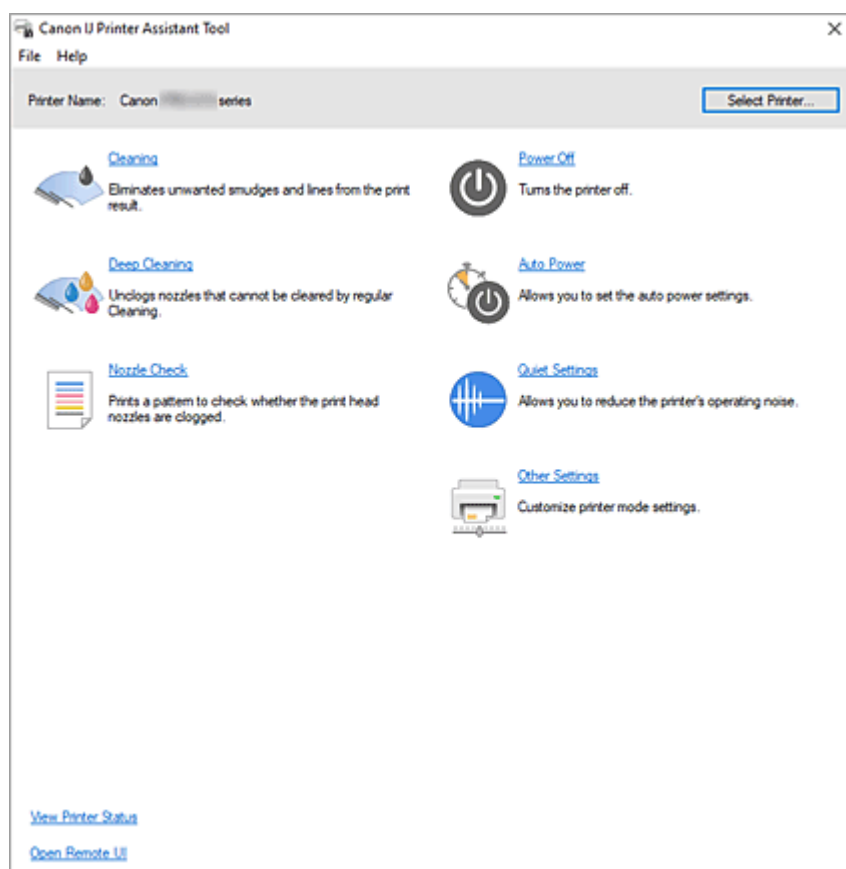 Canon IJ Printer Assistant Tool
File Help
Printer Name: Canon series
Select Printer...
Cleaning
Eliminates unwanted smudges and lines from the print
result.
Deep Cleaning
Unclogs nozzles that cannot be cleared by regular
Cleaning.
Nozzle Check
Prints a pattern to check whether the print head
nozzles are clogged.
Power Off
Turns the printer off.
Auto Power
Allows you to set the auto power settings.
Quiet Settings
Allows you to reduce the printer's operating noise.
Other Settings
Customize printer mode settings.
View Printer Status
Open Remote UI